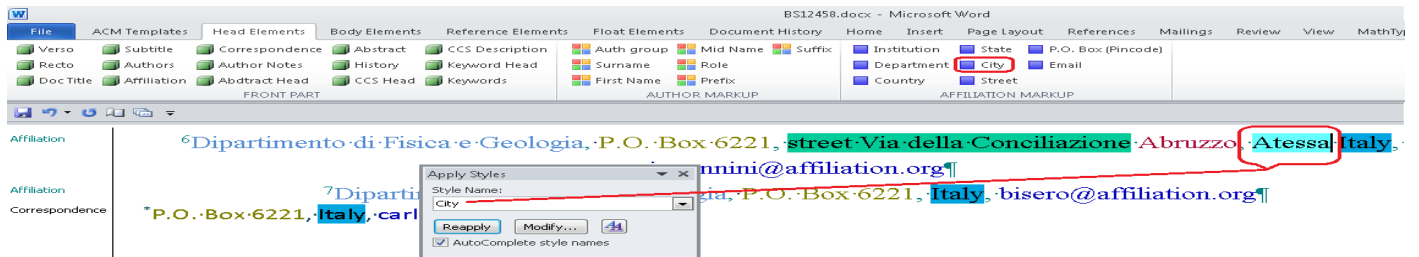 BS12458.docx - Microsoft Word
File ACM Templates Head Elements Body Elements Reference Elements Float Elements Document History Home Insert Page Layout References Mailings Review View MathTyp
Verso Subtitle Correspondence Abstract CCS Description Auth group Mid Name Suffix Institution State P.O. Box (Pincode)
Recto Authors Author Notes History Keyword Head Surname Role Department City Email
Doc Title Affiliation Abdtract Head CCS Head Keywords First Name Prefix Country Street
FRONT PART AUTHOR MARKUP AFFILIATION MARKUP
Affiliation 6Dipartimento·di·Fisica·e·Geologia,·P.O.·Box·6221,·street·Via·della·Conciliazione·Abruzzo,·Atessa Italy,
nnini@affiliation.org¶
Apply Styles
Affiliation 7Diparti gia,·P.O.·Box·6221,·Italy,·bisero@affiliation.org¶
Style Name:
City
Correspondence *P.O.·Box·6221,·Italy,·carl
Reapply Modify...
AutoComplete style names